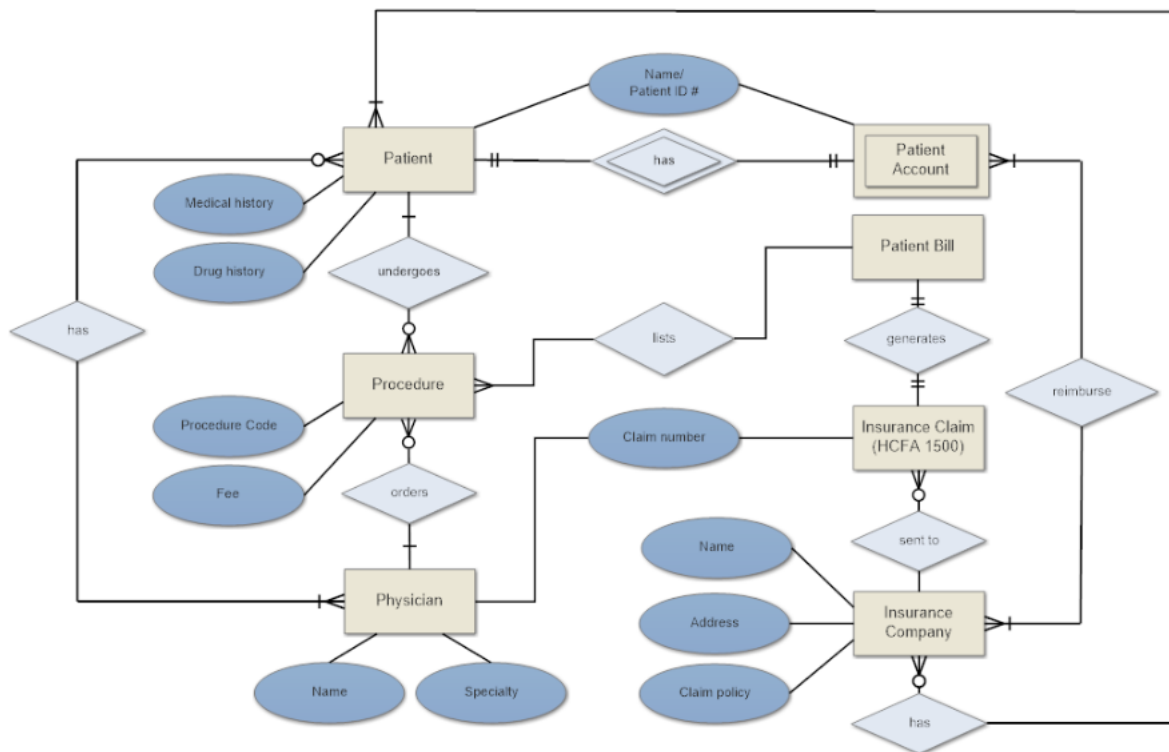 Name/
Patient ID #
Patient
has
Patient
Account
Medical history
Patient Bill
Drug history
undergoes
has
lists
generates
Procedure
reimburse
Procedure Code
Claim number
Insurance Claim
(HCFA 1500)
Fee
orders
Name
sent to
Physician
Address
Insurance
Company
Name
Specialty
Claim policy
has